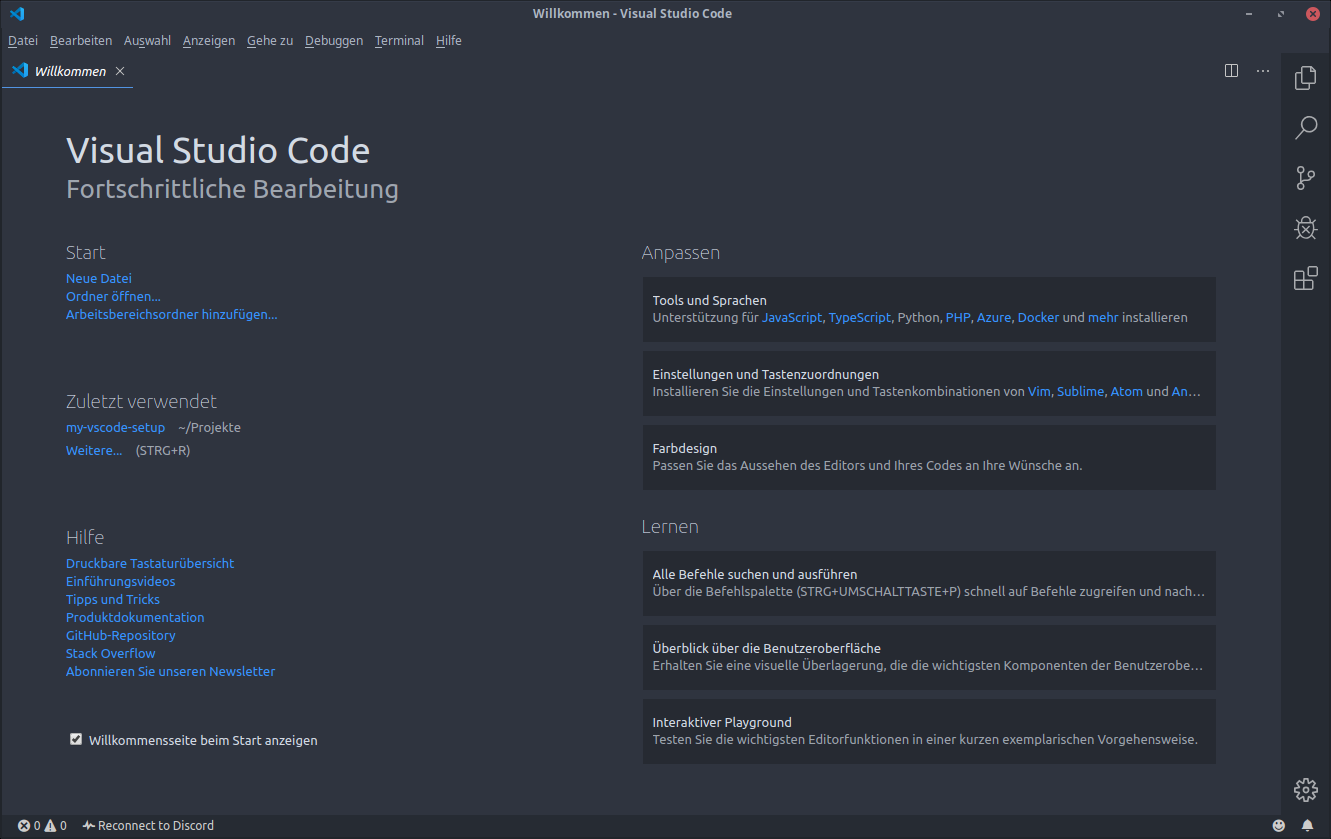 Willkommen - Visual Studio Code
Datei Bearbeiten Auswahl Anzeigen Gehe zu Debuggen Terminal Hilfe
Willkommen
Visual Studio Code
Fortschrittliche Bearbeitung
Start
Neue Datei
Ordner öffnen...
Arbeitsbereichsordner hinzufügen...
Zuletzt verwendet
my-vscode-setup ~/Projekte
Weitere... (STRG+R)
Hilfe
Druckbare Tastaturübersicht
Einführungsvideos
Tipps und Tricks
Produktdokumentation
GitHub-Repository
Stack Overflow
Abonnieren Sie unseren Newsletter
Willkommensseite beim Start anzeigen
Anpassen
Tools und Sprachen
Unterstützung für JavaScript, TypeScript, Python, PHP, Azure, Docker und mehr installieren
Einstellungen und Tastenzuordnungen
Installieren Sie die Einstellungen und Tastenkombinationen von Vim, Sublime, Atom und An...
Farbdesign
Passen Sie das Aussehen des Editors und Ihres Codes an Ihre Wünsche an.
Lernen
Alle Befehle suchen und ausführen
Über die Befehlspalette (STRG+UMSCHALTTASTE+P) schnell auf Befehle zugreifen und nach...
Überblick über die Benutzeroberfläche
Erhalten Sie eine visuelle Überlagerung, die die wichtigsten Komponenten der Benutzerobe...
Interaktiver Playground
Testen Sie die wichtigsten Editorfunktionen in einer kurzen exemplarischen Vorgehensweise.
0 0 Reconnect to Discord